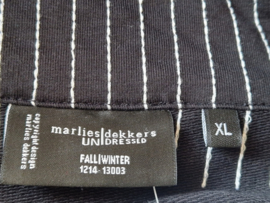 marlies|dekkers
UNDRESSED
FALL|WINTER
1214-13003
XL
copyright design
marlies dekkers